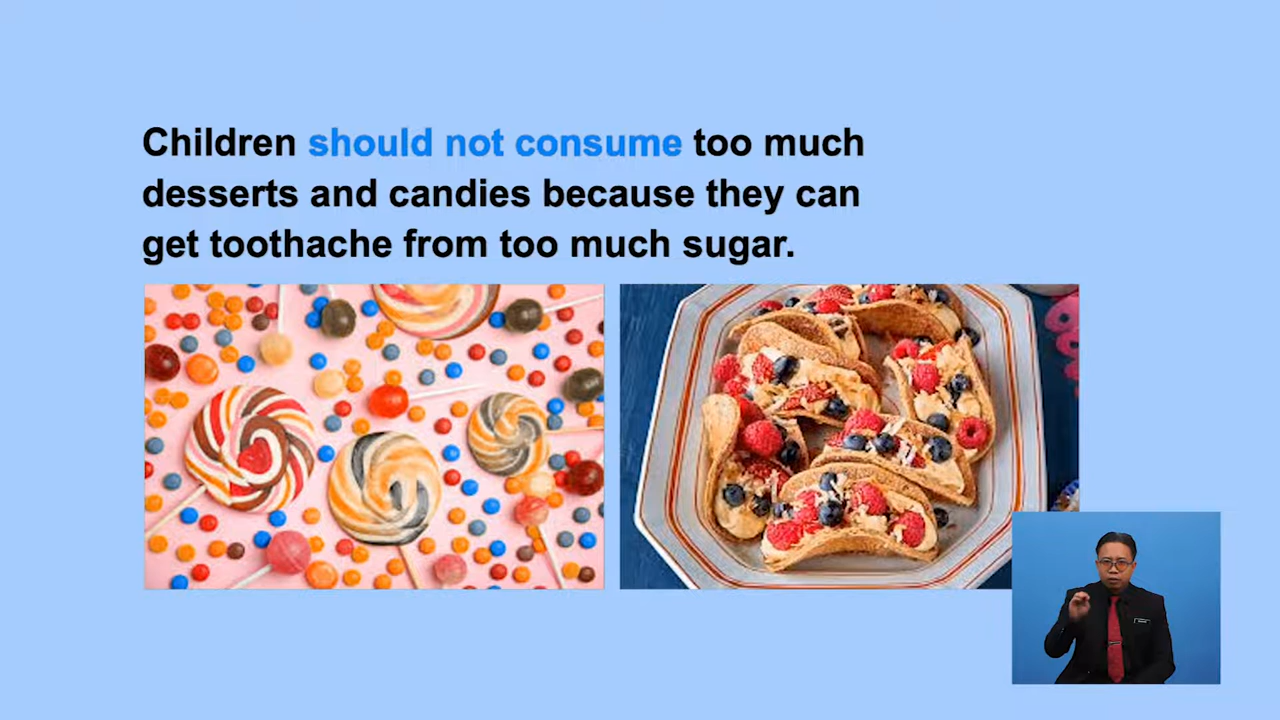 Children should not consume too much
desserts and candies because they can
get toothache from too much sugar.